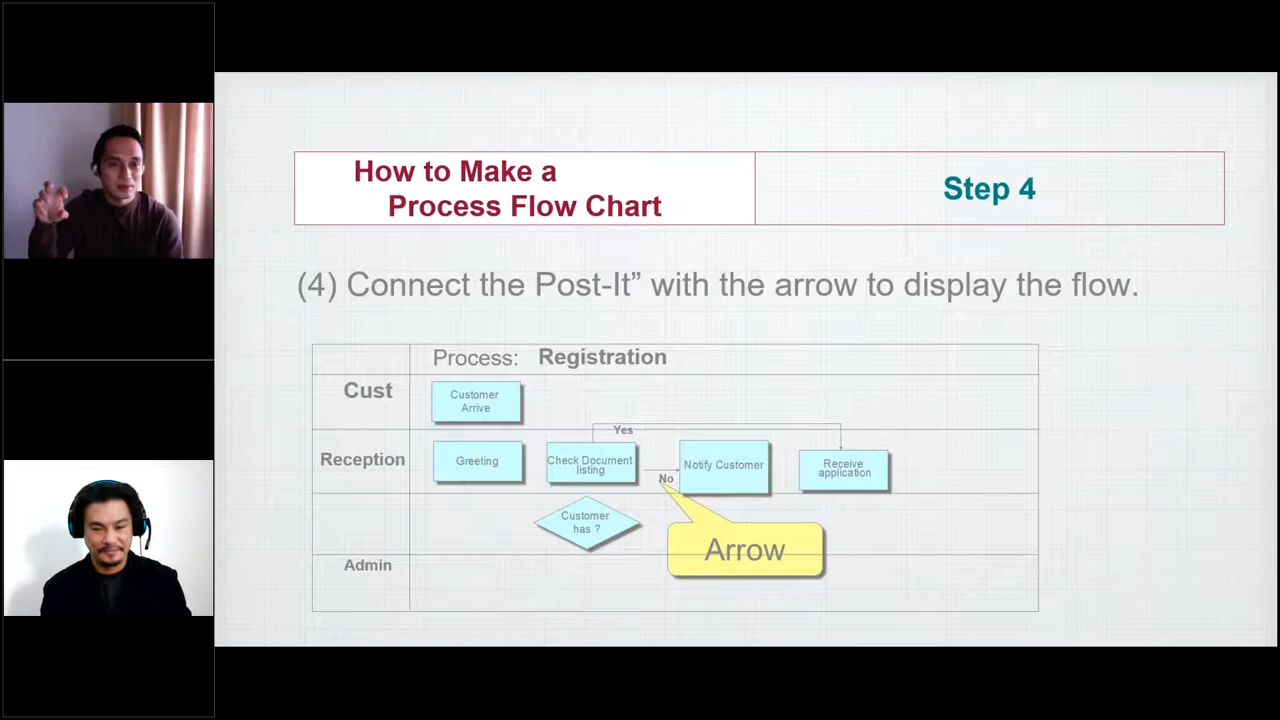 How to Make a
Process Flow Chart
Step 4
(4) Connect the Post-It” with the arrow to display the flow.
Process: Registration
Cust
Customer
Arrive
Yes
Reception
Greeting
Check Document
listing
No
Notify Customer
Receive
application
Customer
has ?
Arrow
Admin